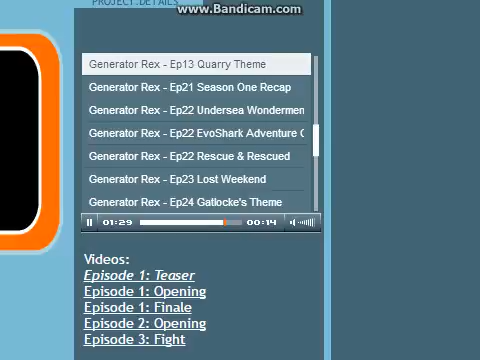 PROJECT:DETAILS
www.Bandicam.com
Generator Rex - Ep13 Quarry Theme
Generator Rex - Ep21 Season One Recap
Generator Rex - Ep22 Undersea Wondermen
Generator Rex - Ep22 EvoShark Adventure
Generator Rex - Ep22 Rescue & Rescued
Generator Rex - Ep23 Lost Weekend
Generator Rex - Ep24 Gatlocke's Theme
01:29 00:14
Videos:
Episode 1: Teaser
Episode 1: Opening
Episode 1: Finale
Episode 2: Opening
Episode 3: Fight